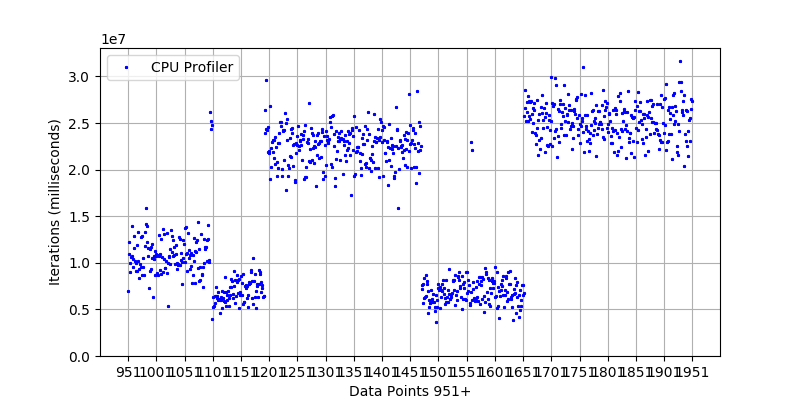 1e7
CPU Profiler
3.0
2.5
2.0
1.5
1.0
0.5
0.0
Iterations (milliseconds)
951 1001 1051 1101 1151 1201 1251 1301 1351 1401 1451 1501 1551 1601 1651 1701 1751 1801 1851 1901 1951
Data Points 951+